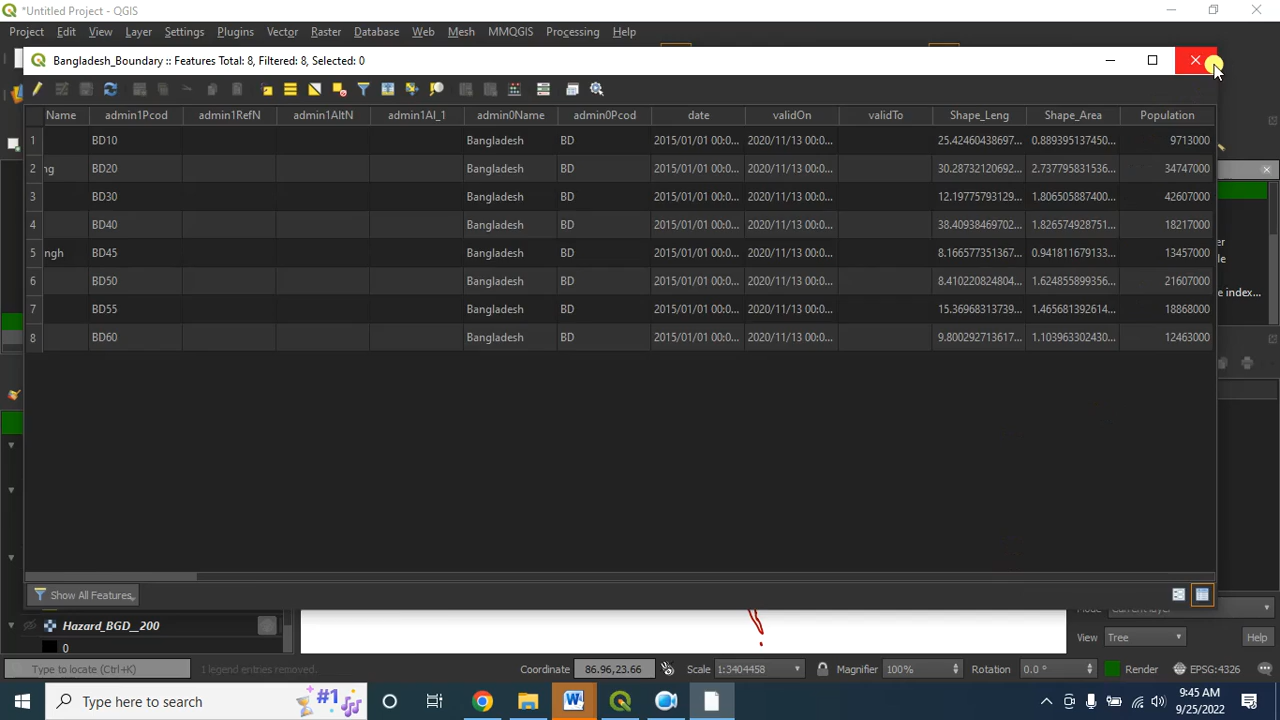 *Untitled Project - QGIS
Project Edit View Layer Settings Plugins Vector Raster Database Web Mesh MMQGIS Processing Help
Bangladesh_Boundary :: Features Total: 8, Filtered: 8, Selected: 0
Name admin1Pcod admin1RefN admin1AltN admin1Al_1 admin0Name admin0Pcod date validOn validTo Shape_Leng Shape_Area Population
1 BD10 Bangladesh BD 2015/01/01 00:0... 2020/11/13 00:0... 25.42460438697... 0.889395137450... 9713000
2 ng BD20 Bangladesh BD 2015/01/01 00:0... 2020/11/13 00:0... 30.28732120692... 2.737795831536... 34747000
3 BD30 Bangladesh BD 2015/01/01 00:0... 2020/11/13 00:0... 12.19775793129... 1.806505887400... 42607000
4 BD40 Bangladesh BD 2015/01/01 00:0... 2020/11/13 00:0... 38.40938469702... 1.826574928751... 18217000
5 ngh BD45 Bangladesh BD 2015/01/01 00:0... 2020/11/13 00:0... 8.166577351367... 0.941811679133... 13457000
6 BD50 Bangladesh BD 2015/01/01 00:0... 2020/11/13 00:0... 8.410220824804... 1.624855899356... 21607000
7 BD55 Bangladesh BD 2015/01/01 00:0... 2020/11/13 00:0... 15.36968313739... 1.465681392614... 18868000
8 BD60 Bangladesh BD 2015/01/01 00:0... 2020/11/13 00:0... 9.800292713617... 1.103963302430... 12463000
e index...
Show All Features
Hazard_BGD__200
0
View Tree Help
Type to locate (Ctrl+K) 1 legend entries removed. Coordinate 86.96,23.66 Scale 1:3404458 Magnifier 100% Rotation 0.0 ° Render EPSG:4326
Type here to search #1 9:45 AM
9/25/2022